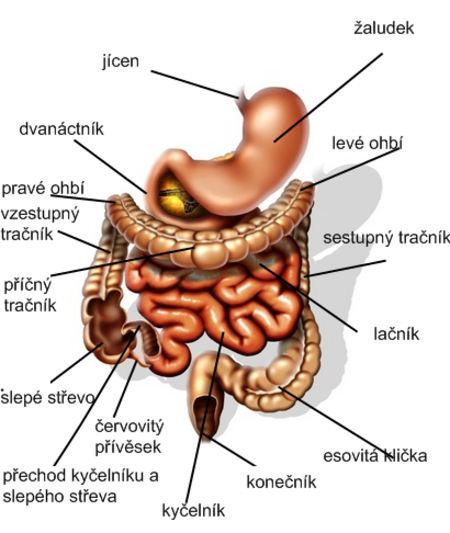 žaludek
jícen
dvanáctník
levé ohbí
pravé ohbí
vzestupný
tračník
sestupný tračník
příčný
tračník
lačník
slepé střevo
červovitý
přívěsek
esovitá klička
přechod kyčelníku a
slepého střeva
konečník
kyčelník